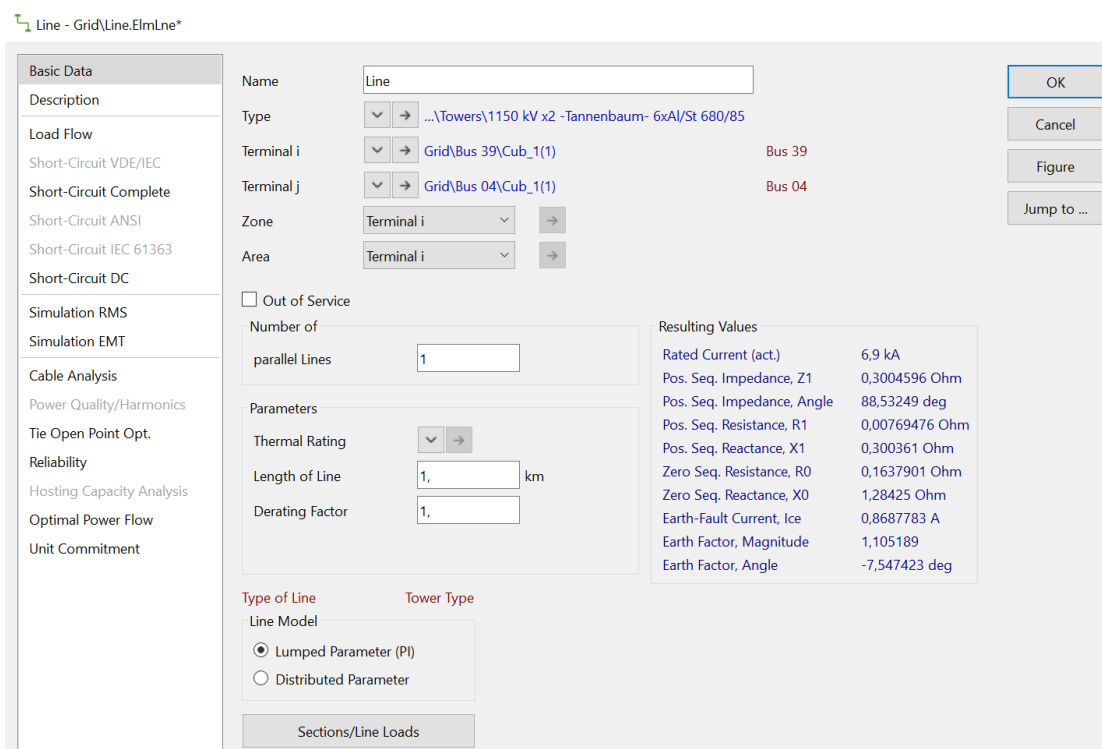 Line - Grid\Line.ElmLne*
Basic Data
Description
Load Flow
Short-Circuit VDE/IEC
Short-Circuit Complete
Short-Circuit ANSI
Short-Circuit IEC 61363
Short-Circuit DC
Simulation RMS
Simulation EMT
Cable Analysis
Power Quality/Harmonics
Tie Open Point Opt.
Reliability
Hosting Capacity Analysis
Optimal Power Flow
Unit Commitment
Name Line
Type ...\Towers\1150 kV x2 -Tannenbaum- 6xAl/St 680/85
Terminal i Grid\Bus 39\Cub_1(1) Bus 39
Terminal j Grid\Bus 04\Cub_1(1) Bus 04
Zone Terminal i
Area Terminal i
Out of Service
Number of
parallel Lines 1
Parameters
Thermal Rating
Length of Line 1, km
Derating Factor 1,
Resulting Values
Rated Current (act.) 6,9 kA
Pos. Seq. Impedance, Z1 0,3004596 Ohm
Pos. Seq. Impedance, Angle 88,53249 deg
Pos. Seq. Resistance, R1 0,00769476 Ohm
Pos. Seq. Reactance, X1 0,300361 Ohm
Zero Seq. Resistance, R0 0,1637901 Ohm
Zero Seq. Reactance, X0 1,28425 Ohm
Earth-Fault Current, Ice 0,8687783 A
Earth Factor, Magnitude 1,105189
Earth Factor, Angle -7,547423 deg
Type of Line Tower Type
Line Model
Lumped Parameter (PI)
Distributed Parameter
Sections/Line Loads
OK
Cancel
Figure
Jump to ...